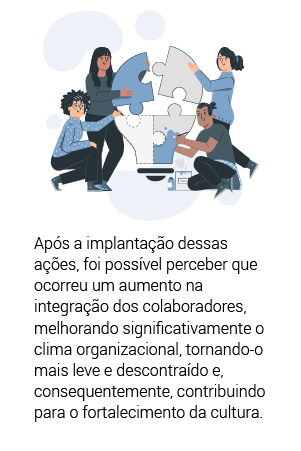 Após a implantação dessas
ações, foi possível perceber que
ocorreu um aumento na
integração dos colaboradores,
melhorando significativamente o
clima organizacional, tornando-o
mais leve e descontraído e,
consequentemente, contribuindo
para o fortalecimento da cultura.